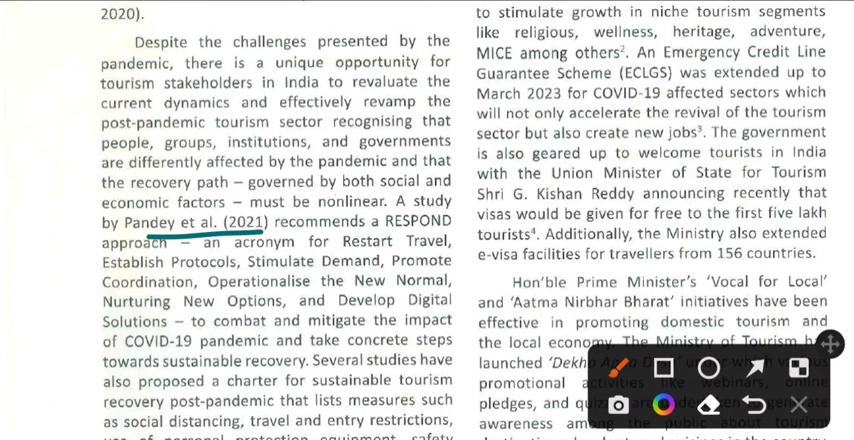 2020).
Despite the challenges presented by the
pandemic, there is a unique opportunity for
tourism stakeholders in India to revaluate the
current dynamics and effectively revamp the
post-pandemic tourism sector recognising that
people, groups, institutions, and governments
are differently affected by the pandemic and that
the recovery path – governed by both social and
economic factors – must be nonlinear. A study
by Pandey et al. (2021) recommends a RESPOND
approach – an acronym for Restart Travel,
Establish Protocols, Stimulate Demand, Promote
Coordination, Operationalise the New Normal,
Nurturing New Options, and Develop Digital
Solutions – to combat and mitigate the impact
of COVID-19 pandemic and take concrete steps
towards sustainable recovery. Several studies have
also proposed a charter for sustainable tourism
recovery post-pandemic that lists measures such
as social distancing, travel and entry restrictions,
to stimulate growth in niche tourism segments
like religious, wellness, heritage, adventure,
MICE among others². An Emergency Credit Line
Guarantee Scheme (ECLGS) was extended up to
March 2023 for COVID-19 affected sectors which
will not only accelerate the revival of the tourism
sector but also create new jobs³. The government
is also geared up to welcome tourists in India
with the Union Minister of State for Tourism
Shri G. Kishan Reddy announcing recently that
visas would be given for free to the first five lakh
tourists⁴. Additionally, the Ministry also extended
e-visa facilities for travellers from 156 countries.
Hon'ble Prime Minister's 'Vocal for Local'
and 'Aatma Nirbhar Bharat' initiatives have been
effective in promoting domestic tourism and
the local economy. The Ministry of Tourism
launched
promotional activities like webinars, online
pledges, and
awareness among the public about tourism